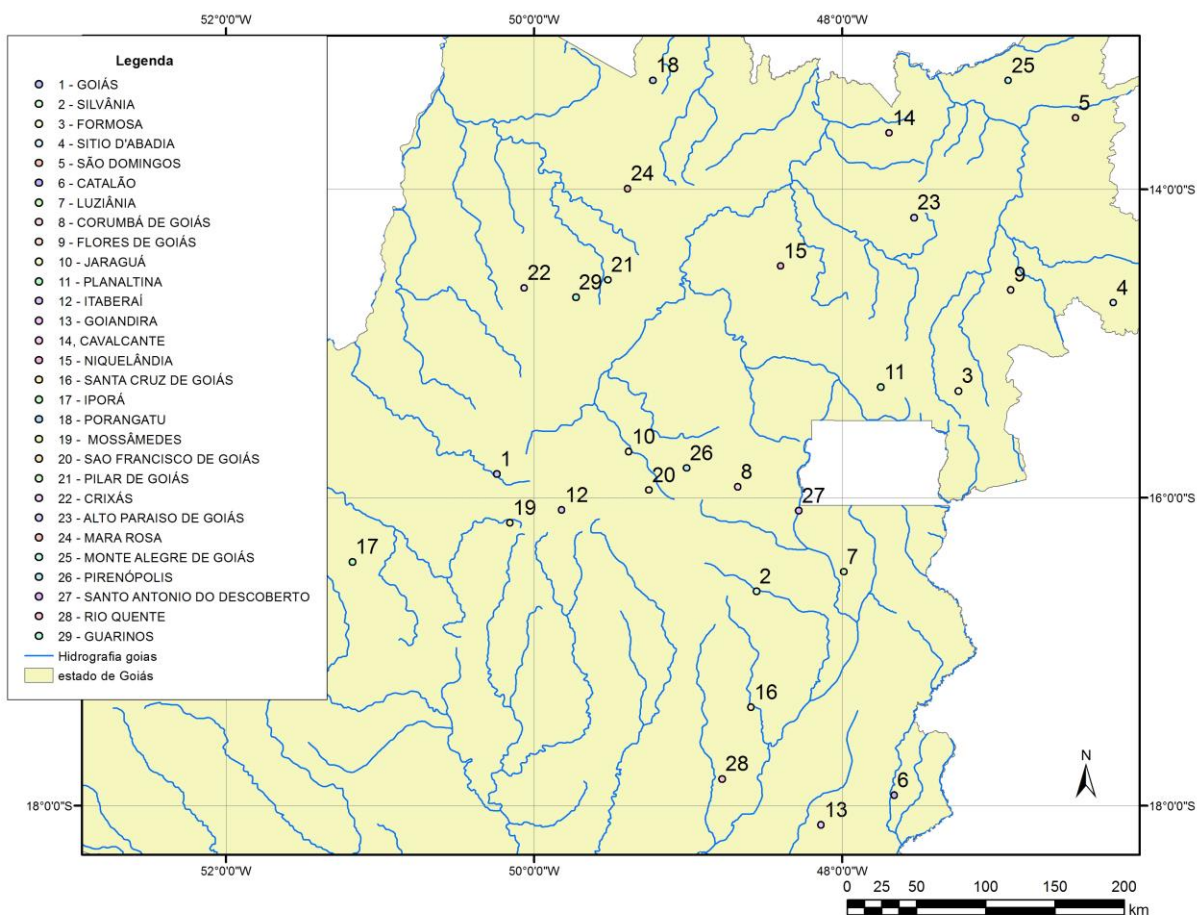 52°0'0"W 50°0'0"W 48°0'0"W
Legenda
1 - GOIÁS
2 - SILVÂNIA
3 - FORMOSA
4 - SITIO D'ABADIA
5 - SÃO DOMINGOS
6 - CATALÃO
7 - LUZIÂNIA
8 - CORUMBÁ DE GOIÁS
9 - FLORES DE GOIÁS
10 - JARAGUÁ
11 - PLANALTINA
12 - ITABERAÍ
13 - GOIANDIRA
14, CAVALCANTE
15 - NIQUELÂNDIA
16 - SANTA CRUZ DE GOIÁS
17 - IPORÁ
18 - PORANGATU
19 - MOSSÂMEDES
20 - SAO FRANCISCO DE GOIÁS
21 - PILAR DE GOIÁS
22 - CRIXÁS
23 - ALTO PARAISO DE GOIÁS
24 - MARA ROSA
25 - MONTE ALEGRE DE GOIÁS
26 - PIRENÓPOLIS
27 - SANTO ANTONIO DO DESCOBERTO
28 - RIO QUENTE
29 - GUARINOS
Hidrografia goias
estado de Goiás
18 25
5
14
24 14°0'0"S
23
15
22 29 21 9 4
11 3
10
1 26
20 8
19 12 27 16°0'0"S
17 7
2
16
28 N
18°0'0"S 6 18°0'0"S
13
52°0'0"W 50°0'0"W 48°0'0"W
0 25 50 100 150 200
km